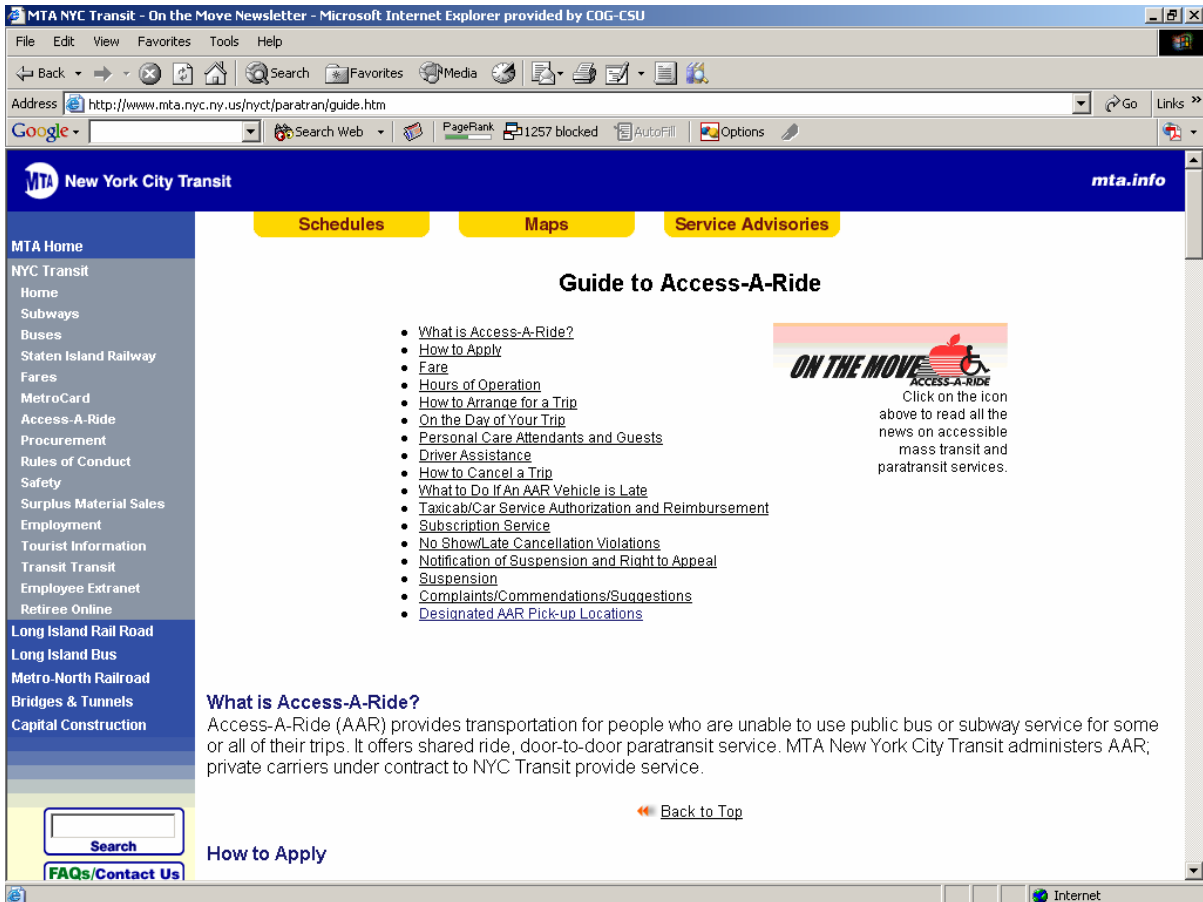 MTA NYC Transit - On the Move Newsletter - Microsoft Internet Explorer provided by COG-CSU
File Edit View Favorites Tools Help
Back Search Favorites Media
Address http://www.mta.nyc.ny.us/nyct/paratran/guide.htm Go Links »
Google Search Web PageRank 1257 blocked AutoFill Options
MTA New York City Transit mta.info
Schedules Maps Service Advisories
MTA Home
NYC Transit
Home
Subways
Buses
Staten Island Railway
Fares
MetroCard
Access-A-Ride
Procurement
Rules of Conduct
Safety
Surplus Material Sales
Employment
Tourist Information
Transit Transit
Employee Extranet
Retiree Online
Long Island Rail Road
Long Island Bus
Metro-North Railroad
Bridges & Tunnels
Capital Construction
Search
FAQs/Contact Us
Guide to Access-A-Ride
• What is Access-A-Ride?
• How to Apply
• Fare
• Hours of Operation
• How to Arrange for a Trip
• On the Day of Your Trip
• Personal Care Attendants and Guests
• Driver Assistance
• How to Cancel a Trip
• What to Do If An AAR Vehicle is Late
• Taxicab/Car Service Authorization and Reimbursement
• Subscription Service
• No Show/Late Cancellation Violations
• Notification of Suspension and Right to Appeal
• Suspension
• Complaints/Commendations/Suggestions
• Designated AAR Pick-up Locations
ON THE MOVE
ACCESS-A-RIDE
Click on the icon
above to read all the
news on accessible
mass transit and
paratransit services.
What is Access-A-Ride?
Access-A-Ride (AAR) provides transportation for people who are unable to use public bus or subway service for some
or all of their trips. It offers shared ride, door-to-door paratransit service. MTA New York City Transit administers AAR;
private carriers under contract to NYC Transit provide service.
Back to Top
How to Apply
Internet